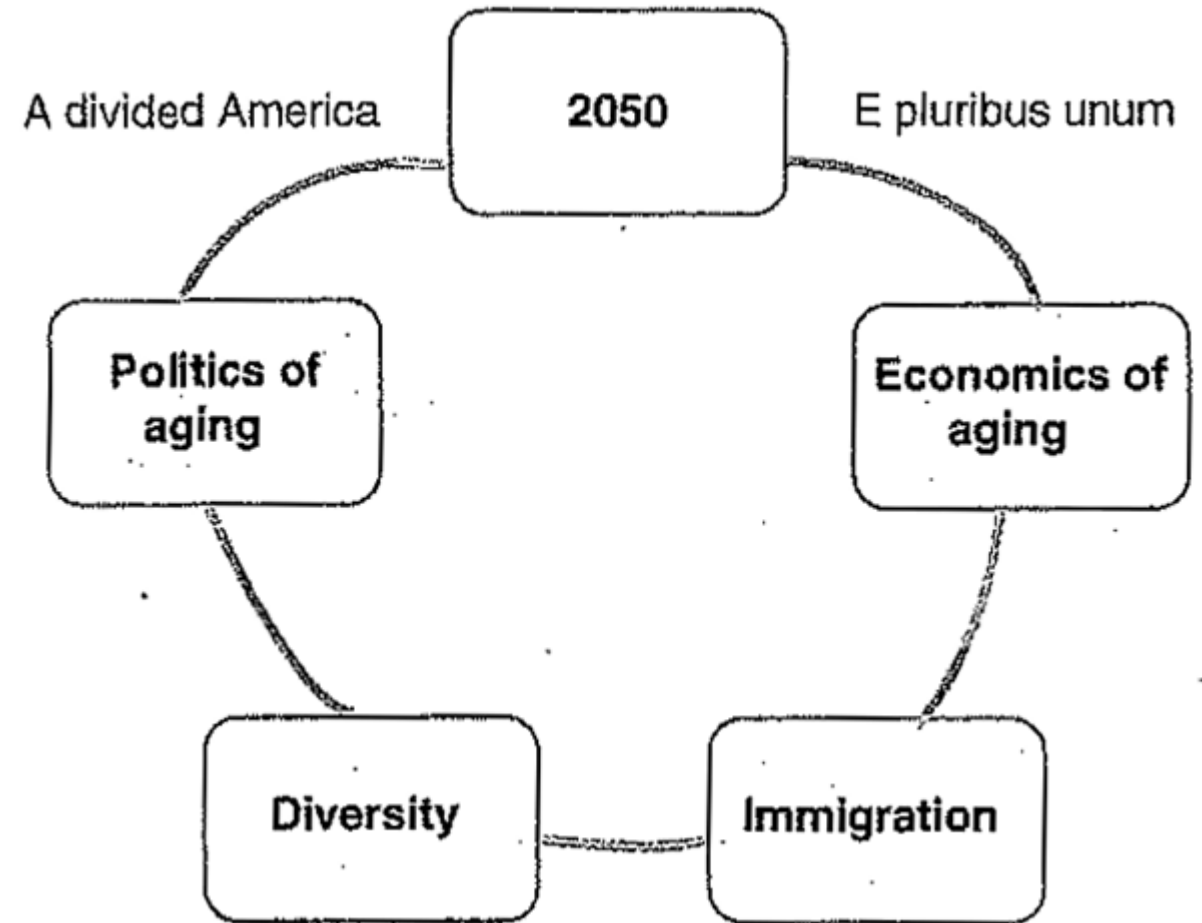 A divided America
2050
E pluribus unum
Politics of
aging
Economics of
aging
Diversity
Immigration